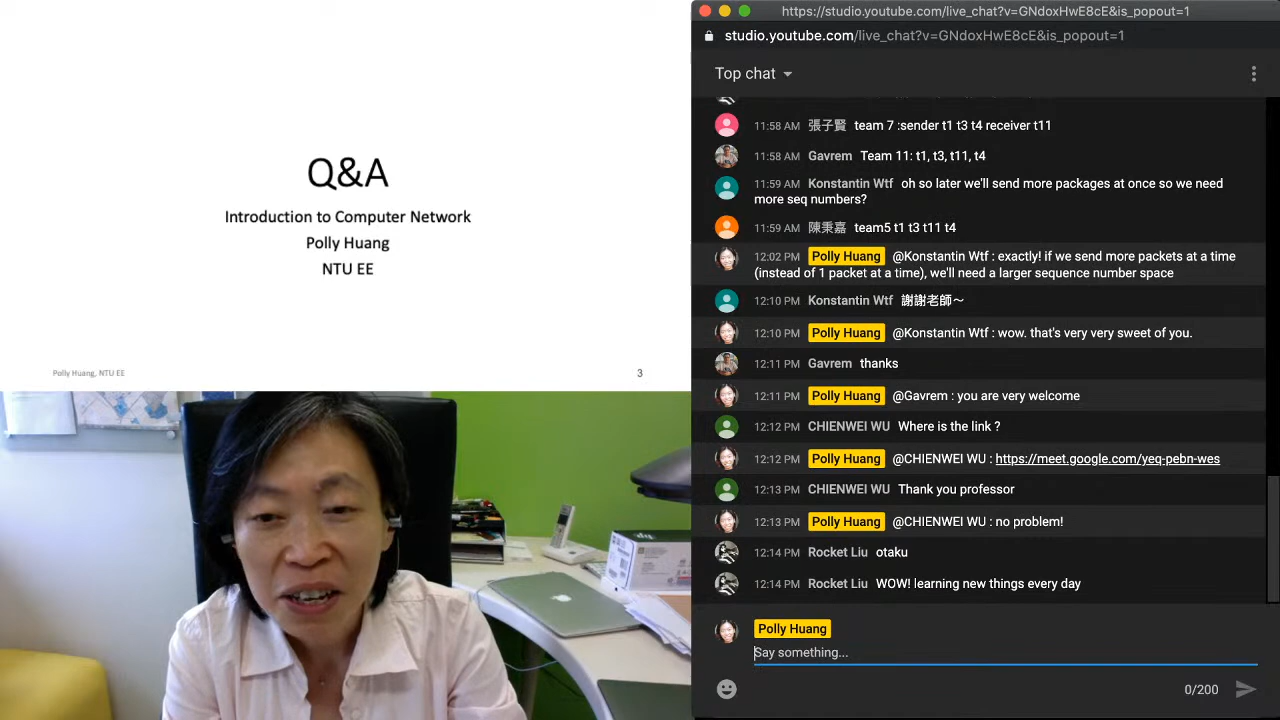 Q&A
Introduction to Computer Network
Polly Huang
NTU EE
Polly Huang, NTU EE
3
https://studio.youtube.com/live_chat?v=GNdoxHwE8cE&is_popout=1
studio.youtube.com/live_chat?v=GNdoxHwE8cE&is_popout=1
Top chat
11:58 AM 張子賢 team 7 :sender t1 t3 t4 receiver t11
11:58 AM Gavrem Team 11: t1, t3, t11, t4
11:59 AM Konstantin Wtf oh so later we'll send more packages at once so we need
more seq numbers?
11:59 AM 陳秉嘉 team5 t1 t3 t11 t4
12:02 PM Polly Huang @Konstantin Wtf : exactly! if we send more packets at a time
(instead of 1 packet at a time), we'll need a larger sequence number space
12:10 PM Konstantin Wtf 謝謝老師～
12:10 PM Polly Huang @Konstantin Wtf : wow. that's very very sweet of you.
12:11 PM Gavrem thanks
12:11 PM Polly Huang @Gavrem : you are very welcome
12:12 PM CHIENWEI WU Where is the link ?
12:12 PM Polly Huang @CHIENWEI WU : https://meet.google.com/yeq-pebn-wes
12:13 PM CHIENWEI WU Thank you professor
12:13 PM Polly Huang @CHIENWEI WU : no problem!
12:14 PM Rocket Liu otaku
12:14 PM Rocket Liu WOW! learning new things every day
Polly Huang
Say something...
0/200